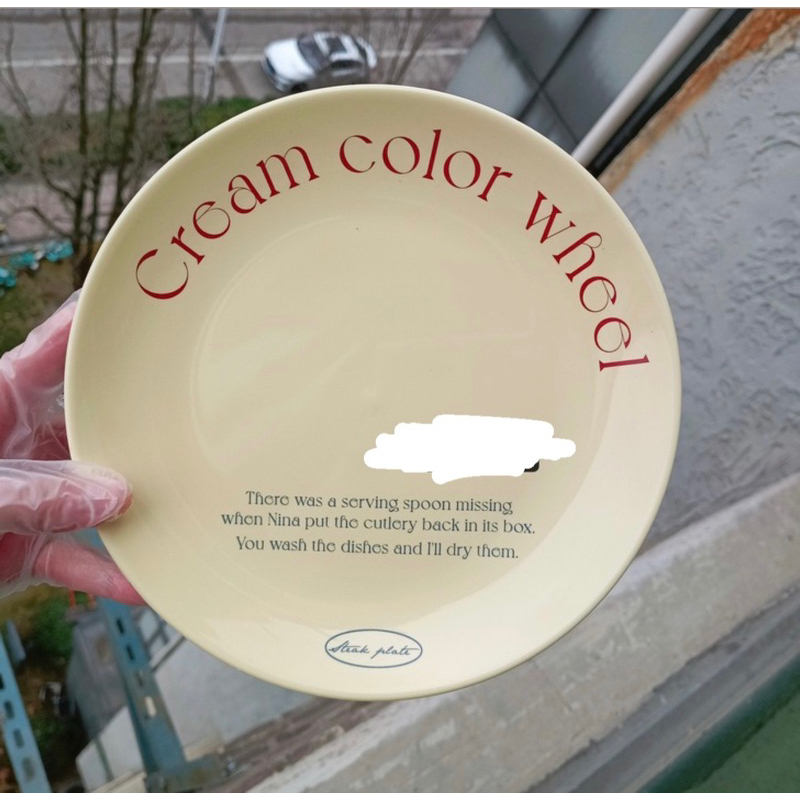 Cream color wheel
There was a serving spoon missing,
when Nina put the cutlery back in its box.
You wash the dishes and I'll dry them.
Steak plate